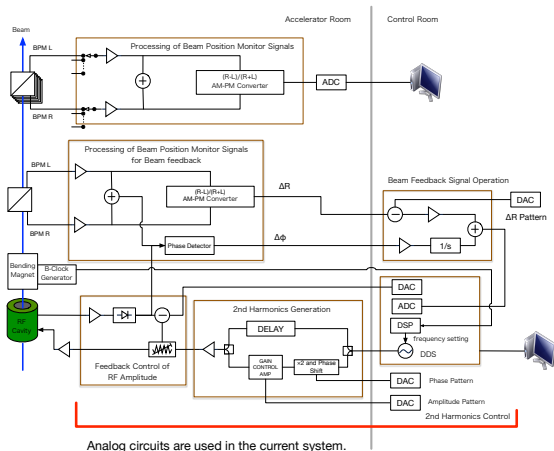 Accelerator Room
Control Room
Beam
BPM L
Processing of Beam Position Monitor Signals
(R-L)/(R+L)
AM-PM Converter
ADC
BPM R
Processing of Beam Position Monitor Signals
for Beam feedback
BPM L
(R-L)/(R+L)
AM-PM Converter
ΔR
Beam Feedback Signal Operation
DAC
ΔR Pattern
BPM R
Phase Detector
Δφ
1/s
Bending
Magnet
B-Clock
Generator
DAC
ADC
DSP
frequency setting
DDS
RF
Cavity
Feedback Control of
RF Amplitude
2nd Harmonics Generation
DELAY
GAIN
CONTROL
AMP
×2 and Phase
Shift
DAC
Phase Pattern
DAC
Amplitude Pattern
2nd Harmonics Control
Analog circuits are used in the current system.